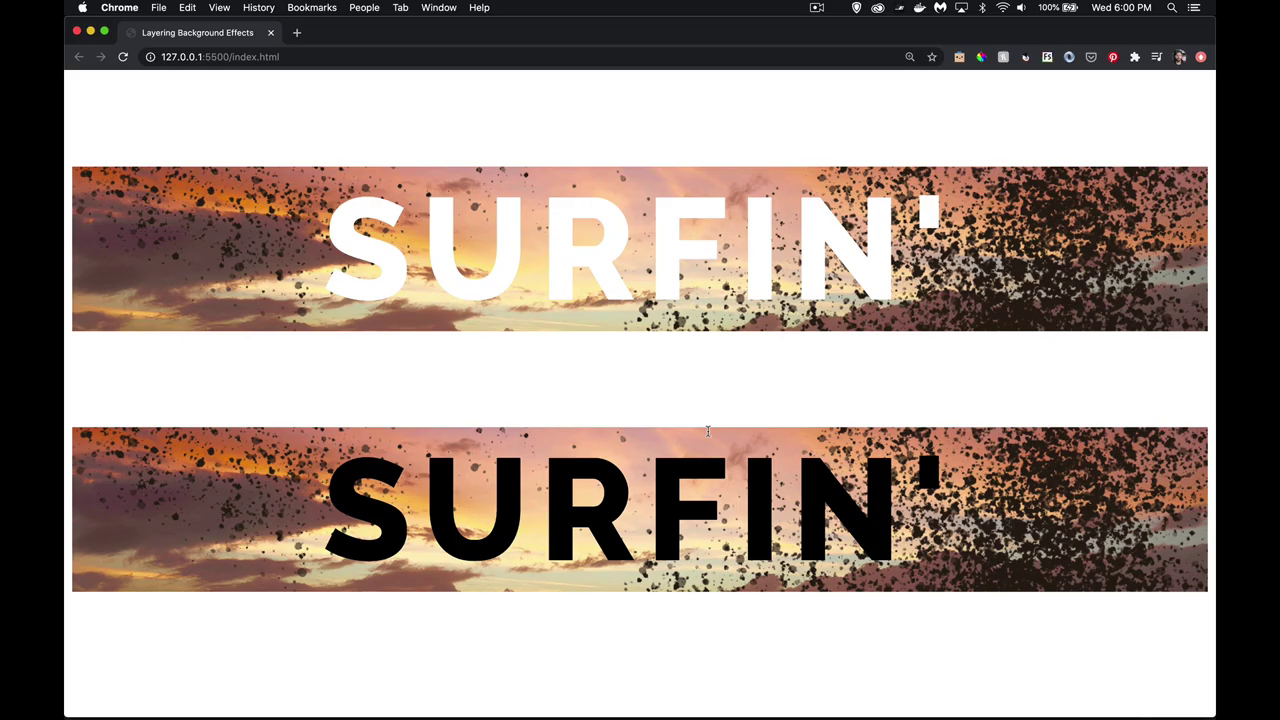 Chrome File Edit View History Bookmarks People Tab Window Help 100% Wed 6:00 PM
Layering Background Effects
127.0.0.1:5500/index.html
SURFIN'
SURFIN'